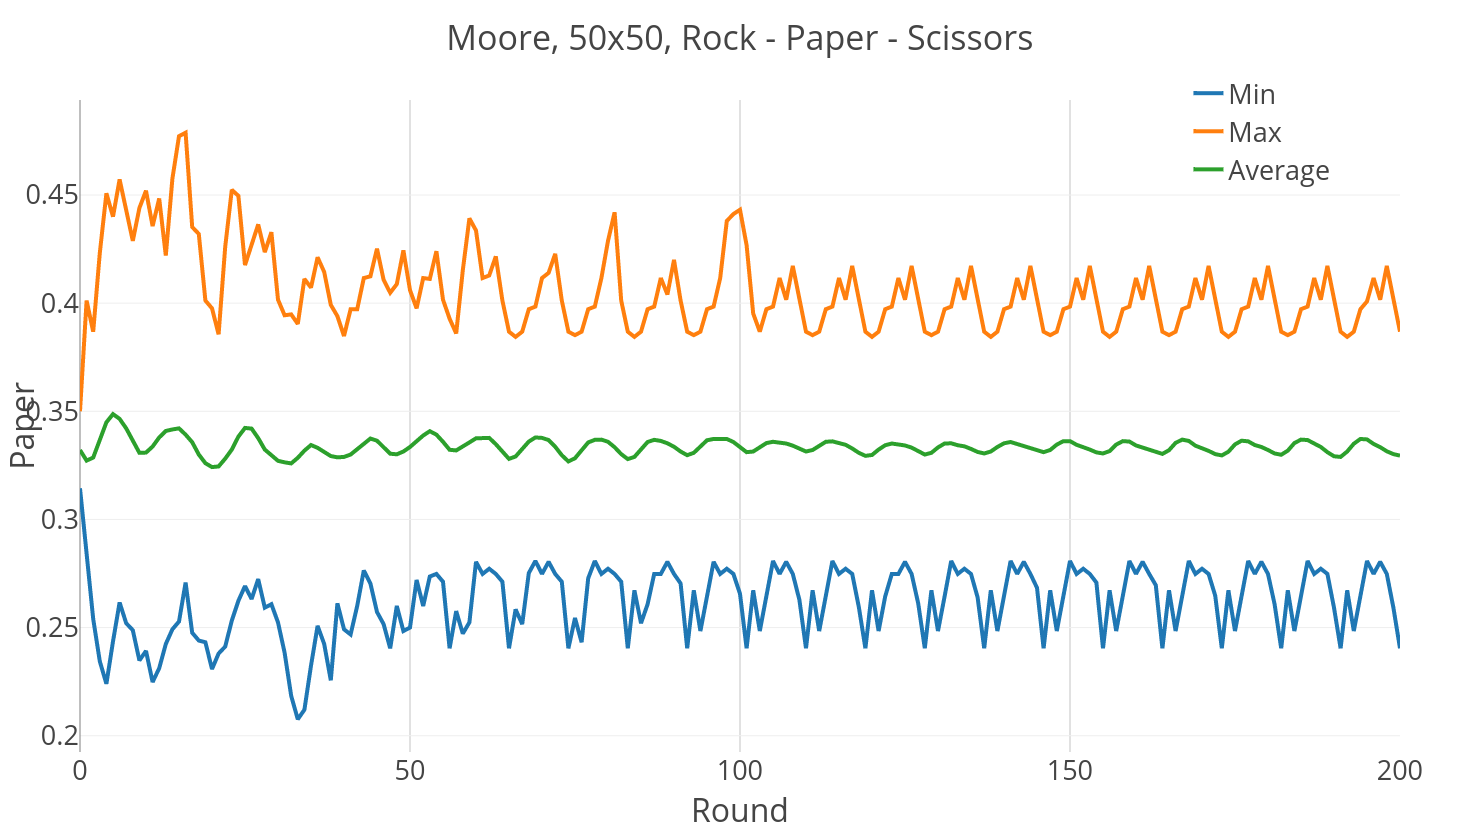 Moore, 50x50, Rock - Paper - Scissors
Min
Max
Average
0.45
0.4
0.35
0.3
0.25
0.2
Paper
0 50 100 150 200
Round